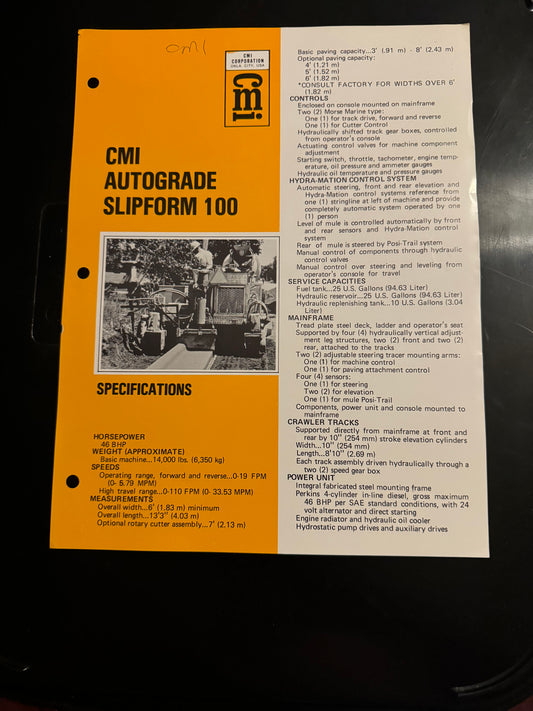 CMI
CMI
CORPORATION
OKLA. CITY, USA
cmi
CMI
AUTOGRADE
SLIPFORM 100
SPECIFICATIONS
HORSEPOWER
46 BHP
WEIGHT (APPROXIMATE)
Basic machine...14,000 lbs. (6,350 kg)
SPEEDS
Operating range, forward and reverse...0-19 FPM
(0- 5.79 MPM)
High travel range...0-110 FPM (0- 33.53 MPM)
MEASUREMENTS
Overall width...6' (1.83 m) minimum
Overall length...13'3" (4.03 m)
Optional rotary cutter assembly...7' (2.13 m)
Basic paving capacity...3' (.91 m) - 8' (2.43 m)
Optional paving capacity:
4' (1.21 m)
5' (1.52 m)
6' (1.82 m)
*CONSULT FACTORY FOR WIDTHS OVER 6'
(1.82 m)
CONTROLS
Enclosed on console mounted on mainframe
Two (2) Morse Marine type:
One (1) for track drive, forward and reverse
One (1) for Cutter Control
Hydraulically shifted track gear boxes, controlled
from operator's console
Actuating control valves for machine component
adjustment
Starting switch, throttle, tachometer, engine temp-
erature, oil pressure and ammeter gauges
Hydraulic oil temperature and pressure gauges
HYDRA-MATION CONTROL SYSTEM
Automatic steering, front and rear elevation and
Hydra-Mation control systems reference from
one (1) stringline at left of machine and provide
completely automatic system operated by one
(1) person
Level of mule is controlled automatically by front
and rear sensors and Hydra-Mation control
system
Rear of mule is steered by Posi-Trail system
Manual control of components through hydraulic
control valves
Manual control over steering and leveling from
operator's console for travel
SERVICE CAPACITIES
Fuel tank...25 U.S. Gallons (94.63 Liter)
Hydraulic reservoir...25 U.S. Gallons (94.63 Liter)
Hydraulic replenishing tank...10 U.S. Gallons (3.04
Liter)
MAINFRAME
Tread plate steel deck, ladder and operator's seat
Supported by four (4) hydraulically vertical adjust-
ment leg structures, two (2) front and two (2)
rear, attached to the tracks
Two (2) adjustable steering tracer mounting arms:
One (1) for machine control
One (1) for paving attachment control
Four (4) sensors:
One (1) for steering
Two (2) for elevation
One (1) for mule Posi-Trail
Components, power unit and console mounted to
mainframe
CRAWLER TRACKS
Supported directly from mainframe at front and
rear by 10" (254 mm) stroke elevation cylinders
Width...10" (254 mm)
Length...8'10" (2.69 m)
Each track assembly driven hydraulically through a
two (2) speed gear box
POWER UNIT
Integral fabricated steel mounting frame
Perkins 4-cylinder in-line diesel, gross maximum
46 BHP per SAE standard conditions, with 24
volt alternator and direct starting
Engine radiator and hydraulic oil cooler
Hydrostatic pump drives and auxiliary drives